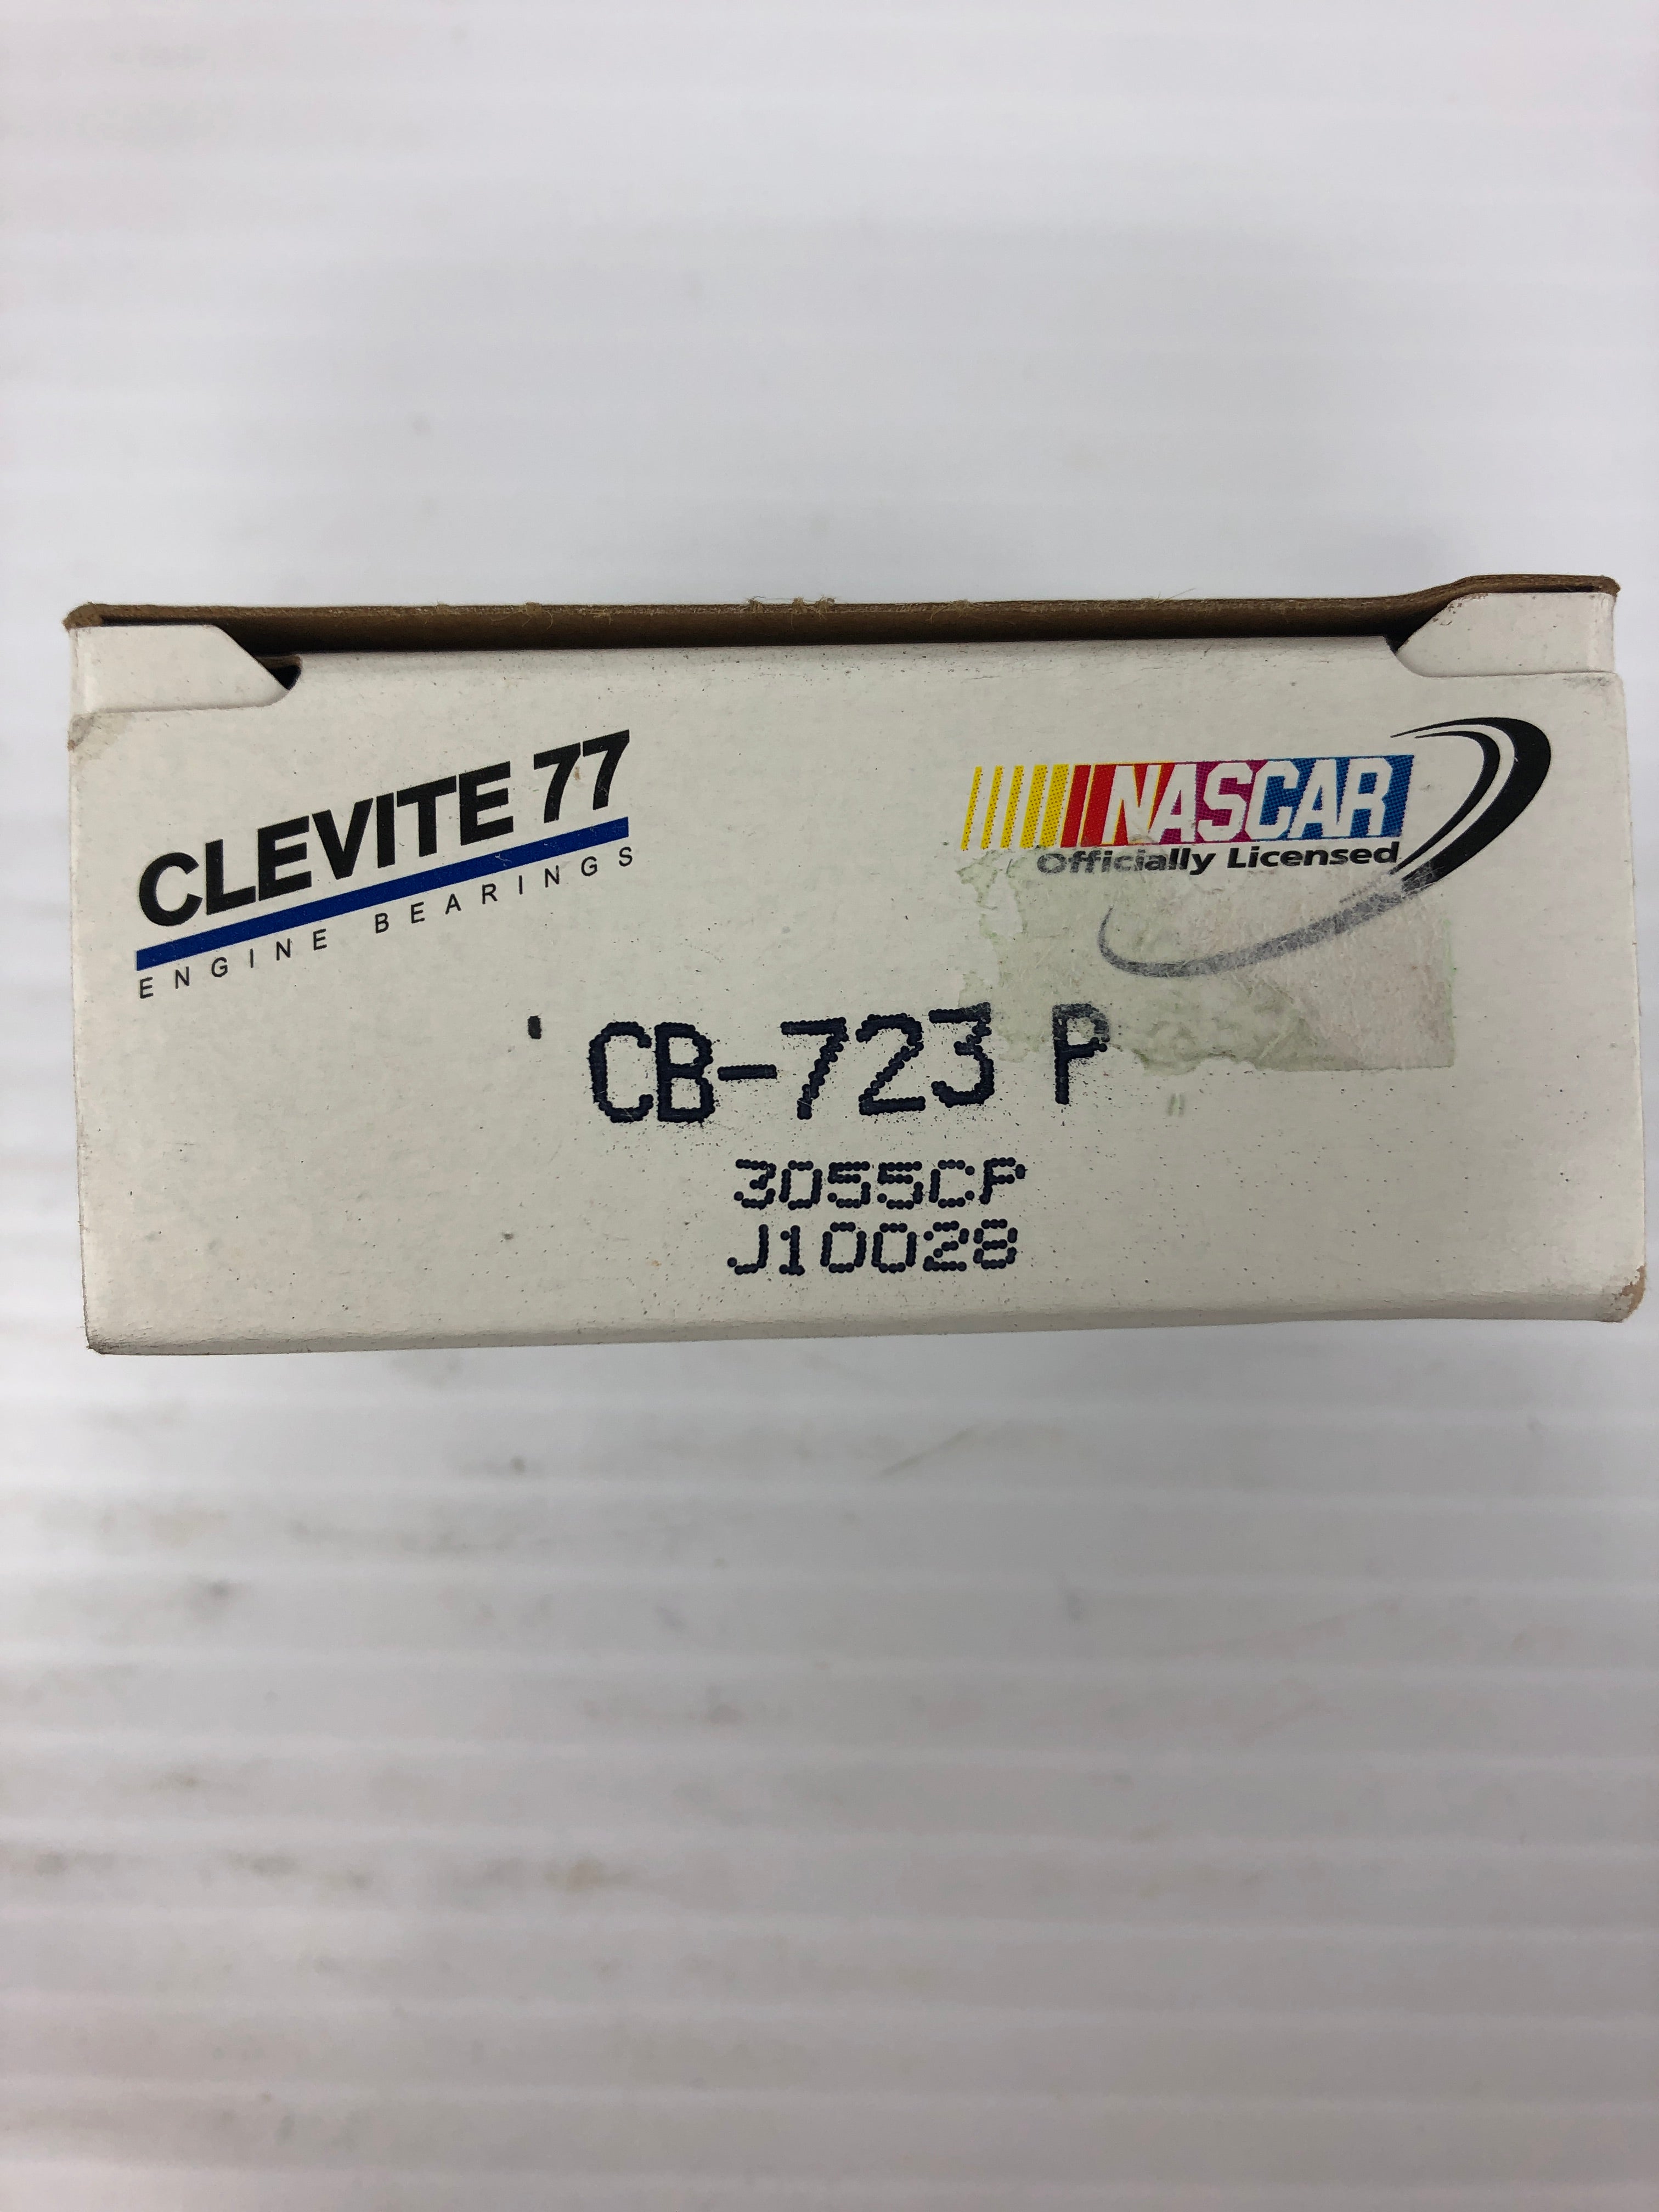 CLEVITE 77
ENGINE BEARINGS
NASCAR
Officially Licensed
CB-723 P
3055CP
J10028